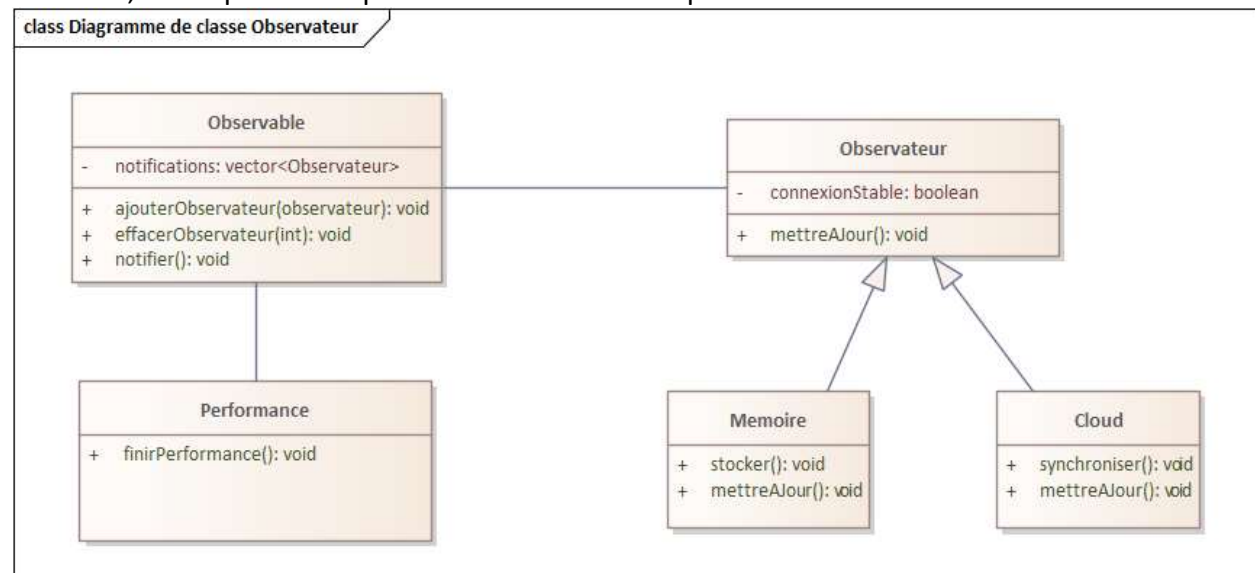 class Diagramme de classe Observateur
Observable
- notifications: vector<Observateur>
+ ajouterObservateur(observateur): void
+ effacerObservateur(int): void
+ notifier(): void
Observateur
- connexionStable: boolean
+ mettreAJour(): void
Performance
+ finirPerformance(): void
Memoire
+ stocker(): void
+ mettreAJour(): void
Cloud
+ synchroniser(): void
+ mettreAJour(): void